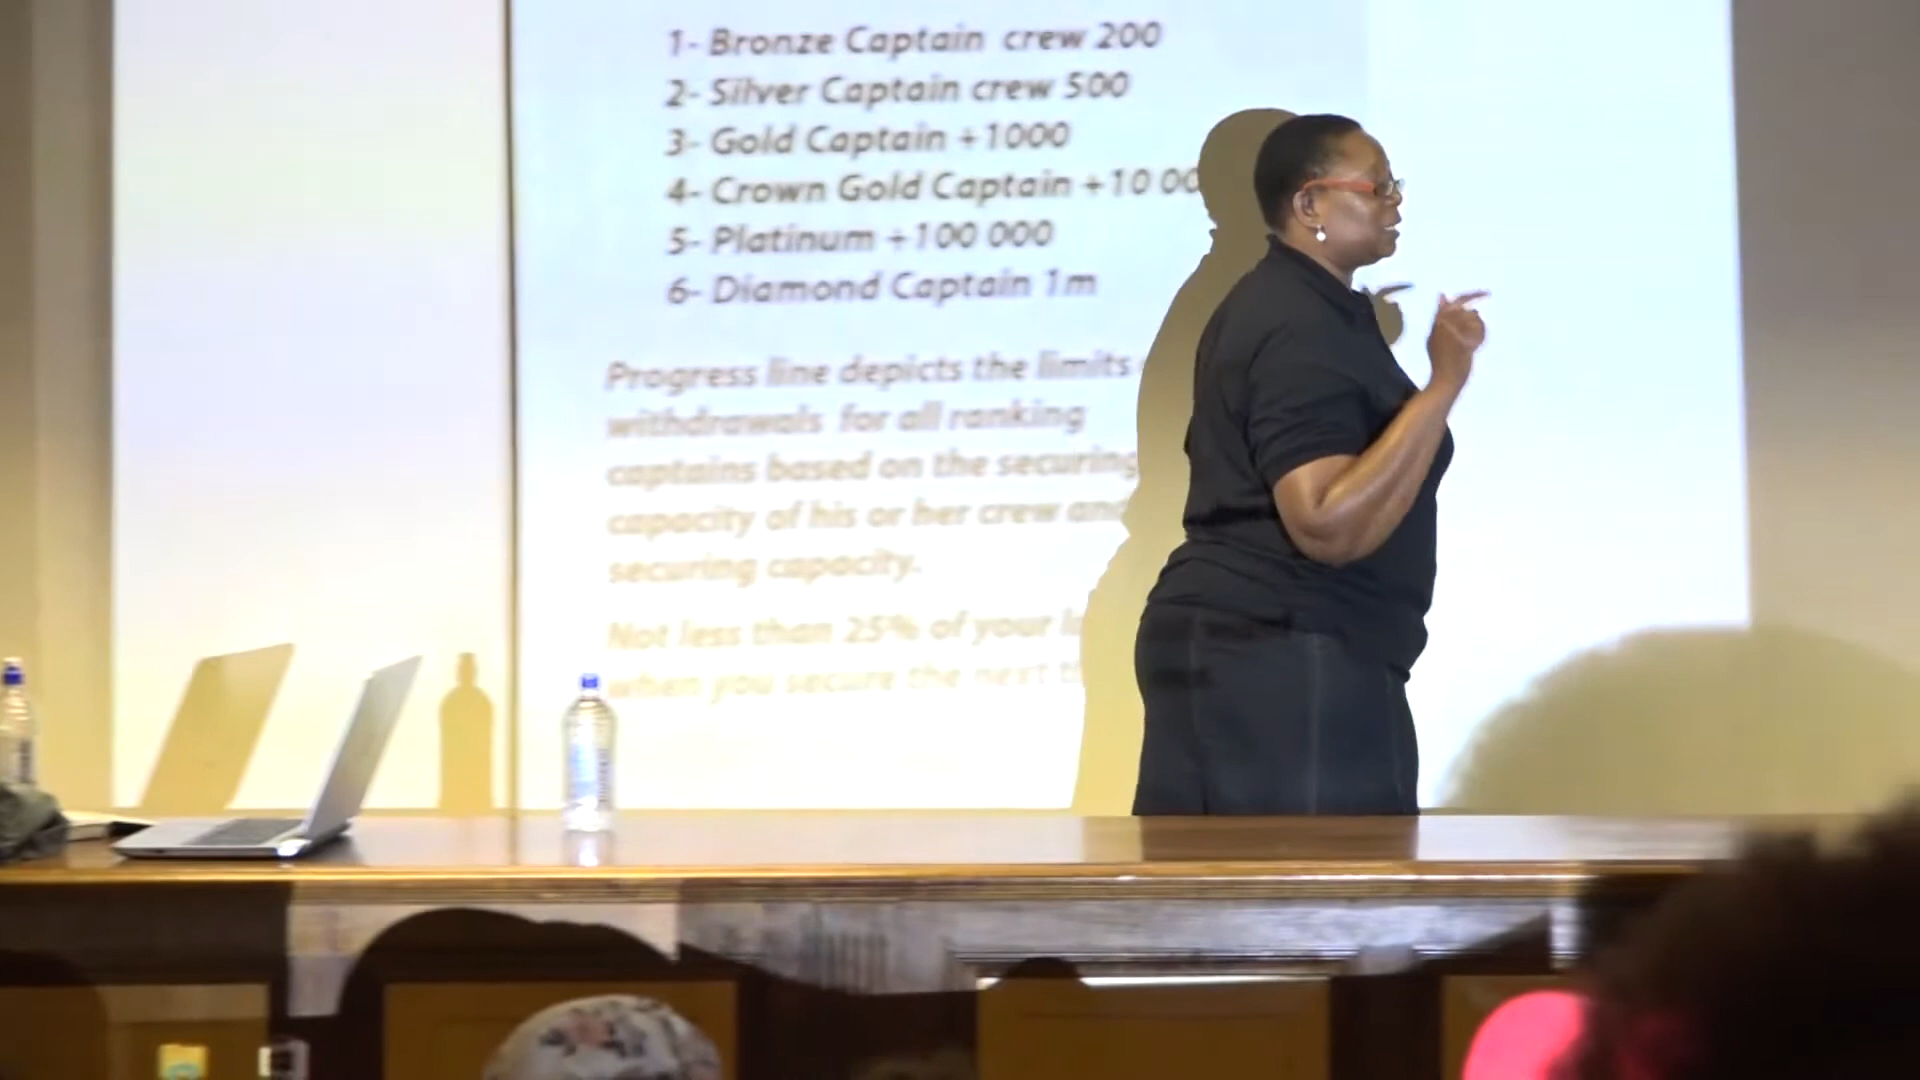 1- Bronze Captain crew 200
2- Silver Captain crew 500
3- Gold Captain +1000
4- Crown Gold Captain +10 00
5- Platinum +100 000
6- Diamond Captain 1m
Progress line depicts the limits
withdrawals for all ranking
captains based on the securing
capacity of his or her crew and
securing capacity.
Not less than 25% of your
when you secure the next